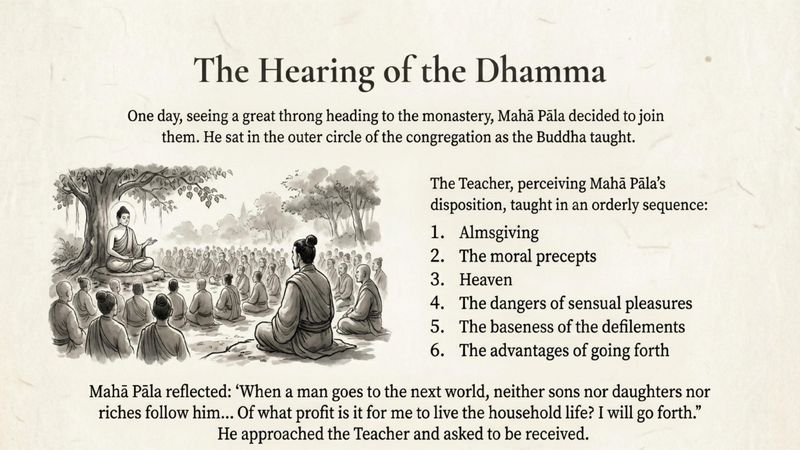 The Hearing of the Dhamma
One day, seeing a great throng heading to the monastery, Mahā Pāla decided to join
them. He sat in the outer circle of the congregation as the Buddha taught.
The Teacher, perceiving Mahā Pāla’s
disposition, taught in an orderly sequence:
1. Almsgiving
2. The moral precepts
3. Heaven
4. The dangers of sensual pleasures
5. The baseness of the defilements
6. The advantages of going forth
Mahā Pāla reflected: ‘When a man goes to the next world, neither sons nor daughters nor
riches follow him... Of what profit is it for me to live the household life? I will go forth.”
He approached the Teacher and asked to be received.